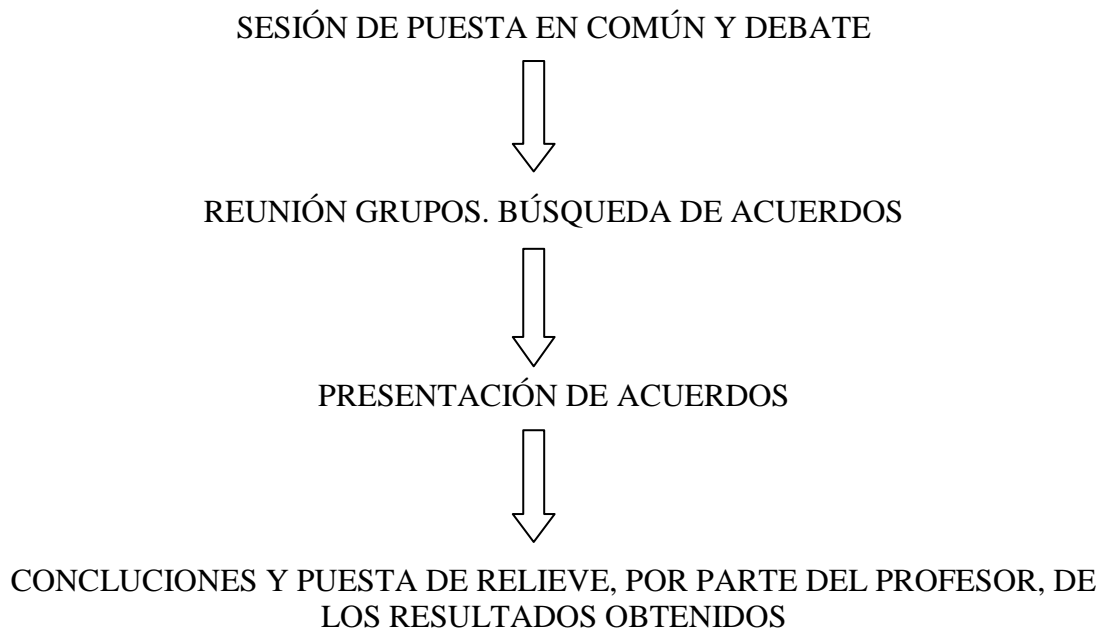 SESIÓN DE PUESTA EN COMÚN Y DEBATE
REUNIÓN GRUPOS. BÚSQUEDA DE ACUERDOS
PRESENTACIÓN DE ACUERDOS
CONCLUCIONES Y PUESTA DE RELIEVE, POR PARTE DEL PROFESOR, DE
LOS RESULTADOS OBTENIDOS